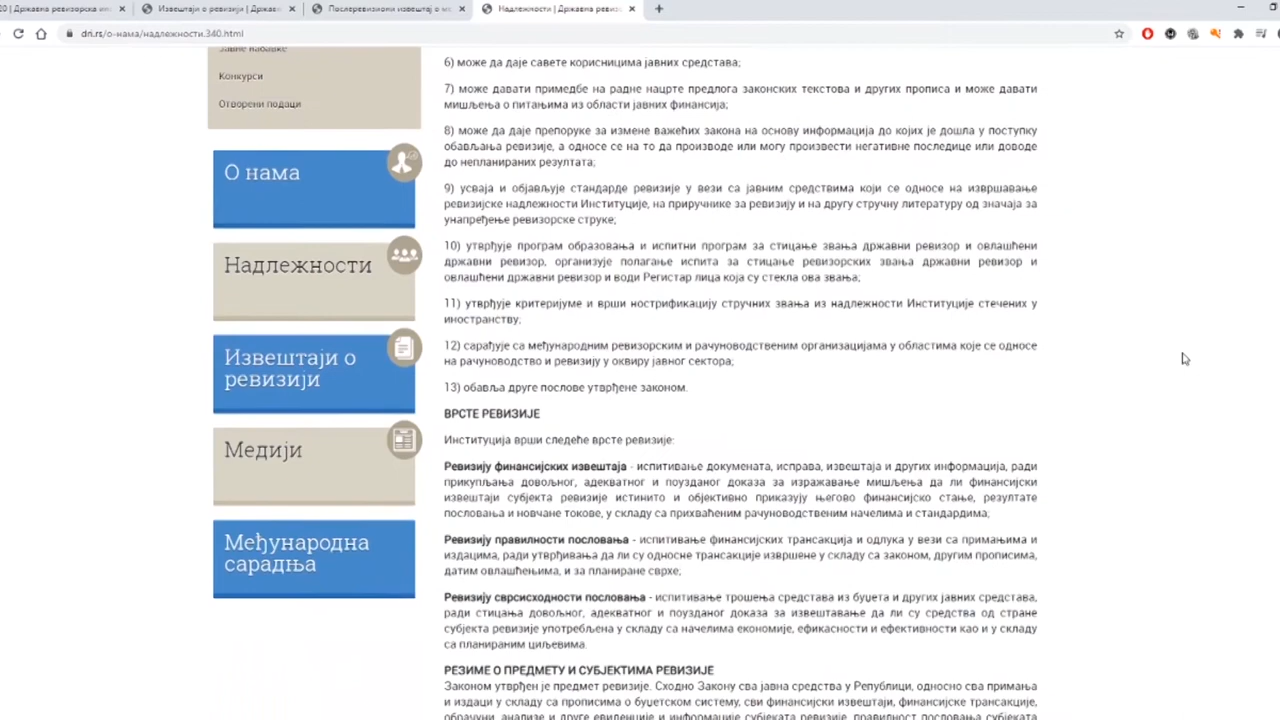 20 | Државна ревизорска ин
Извештаји о ревизији | Држав
Послеревизиони извештај о м
Надлежности | Државна ревиз
dri.rs/о-нама/надлежности.340.html
Јавне набавке
Конкурси
Отворени подаци
О нама
Надлежности
Извештаји о
ревизији
Медији
Међународна
сарадња
6) може да даје савете корисницима јавних средстава;
7) може давати примедбе на радне нацрте предлога законских текстова и других прописа и може давати
мишљења о питањима из области јавних финансија;
8) може да даје препоруке за измене важећих закона на основу информација до којих је дошла у поступку
обављања ревизије, а односе се на то да производе или могу произвести негативне последице или доводе
до непланираних резултата;
9) усваја и објављује стандарде ревизије у вези са јавним средствима који се односе на извршавање
ревизијске надлежности Институције, на приручнике за ревизију и на другу стручну литературу од значаја за
унапређење ревизорске струке;
10) утврђује програм образовања и испитни програм за стицање звања државни ревизор и овлашћени
државни ревизор, организује полагање испита за стицање ревизорских звања државни ревизор и
овлашћени државни ревизор и води Регистар лица која су стекла ова звања;
11) утврђује критеријуме и врши нострификацију стручних звања из надлежности Институције стечених у
иностранству;
12) сарађује са међународним ревизорским и рачуноводственим организацијама у областима које се односе
на рачуноводство и ревизију у оквиру јавног сектора;
13) обавља друге послове утврђене законом.
ВРСТЕ РЕВИЗИЈЕ
Институција врши следеће врсте ревизије:
Ревизију финансијских извештаја - испитивање докумената, исправа, извештаја и других информација, ради
прикупљања довољног, адекватног и поузданог доказа за изражавање мишљења да ли финансијски
извештаји субјекта ревизије истинито и објективно приказују његово финансијско стање, резултате
пословања и новчане токове, у складу са прихваћеним рачуноводственим начелима и стандардима;
Ревизију правилности пословања - испитивање финансијских трансакција и одлука у вези са примањима и
издацима, ради утврђивања да ли су односне трансакције извршене у складу са законом, другим прописима,
датим овлашћењима, и за планиране сврхе;
Ревизију сврсисходности пословања - испитивање трошења средстава из буџета и других јавних средстава,
ради стицања довољног, адекватног и поузданог доказа за извештавање да ли су средства од стране
субјекта ревизије употребљена у складу са начелима економије, ефикасности и ефективности као и у складу
са планираним циљевима.
РЕЗИМЕ О ПРЕДМЕТУ И СУБЈЕКТИМА РЕВИЗИЈЕ
Законом утврђен је предмет ревизије. Сходно Закону сва јавна средства у Републици, односно сва примања
и издаци у складу са прописима о буџетском систему, сви финансијски извештаји, финансијске трансакције,
обрачуни, анализе и друге евиденције и информације субјеката ревизије, правилност пословања субјеката